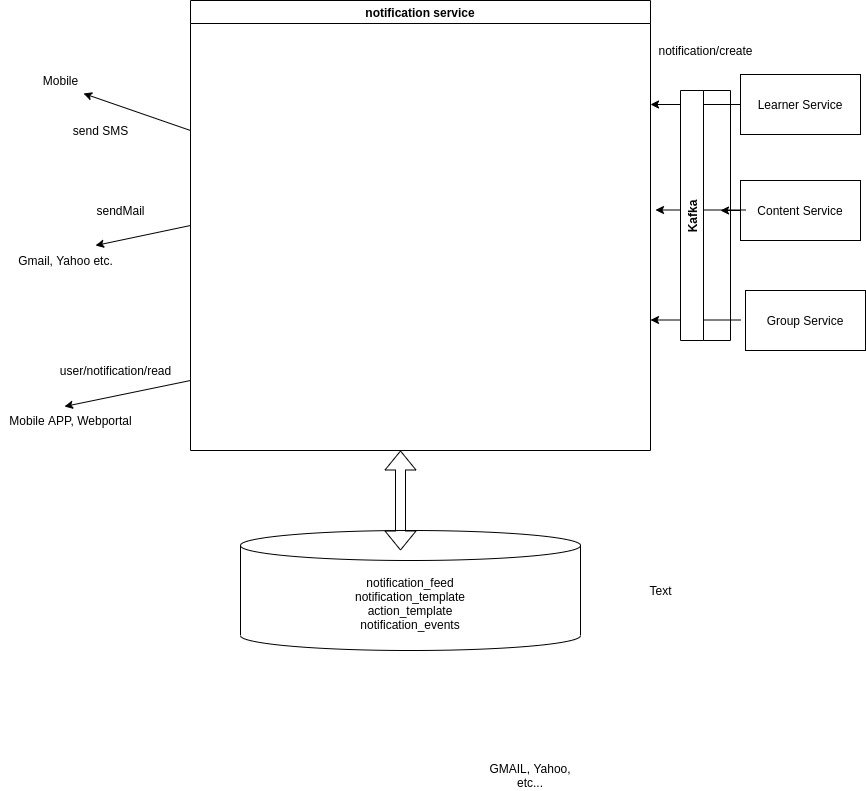 notification service
notification/create
Mobile
send SMS
Learner Service
sendMail
Kafka
Content Service
Gmail, Yahoo etc.
Group Service
user/notification/read
Mobile APP, Webportal
notification_feed
notification_template
action_template
notification_events
Text
GMAIL, Yahoo,
etc...